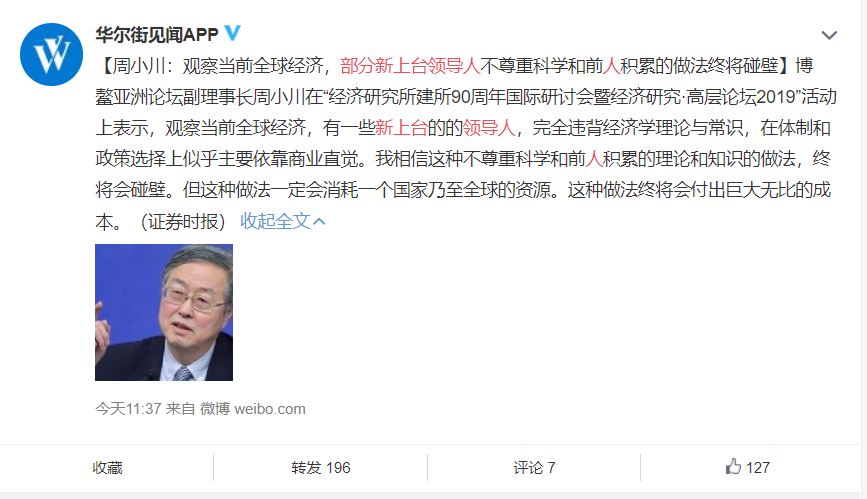 华尔街见闻APP
【周小川：观察当前全球经济，部分新上台领导人不尊重科学和前人积累的做法终将碰壁】博
鳌亚洲论坛副理事长周小川在“经济研究所建所90周年国际研讨会暨经济研究·高层论坛2019”活动
上表示，观察当前全球经济，有一些新上台的的领导人，完全违背经济学理论与常识，在体制和
政策选择上似乎主要依靠商业直觉。我相信这种不尊重科学和前人积累的理论和知识的做法，终
将会碰壁。但这种做法一定会消耗一个国家乃至全球的资源。这种做法终将会付出巨大无比的成
本。（证券时报） 收起全文
今天11:37 来自 微博 weibo.com
收藏 转发 196 评论 7 127